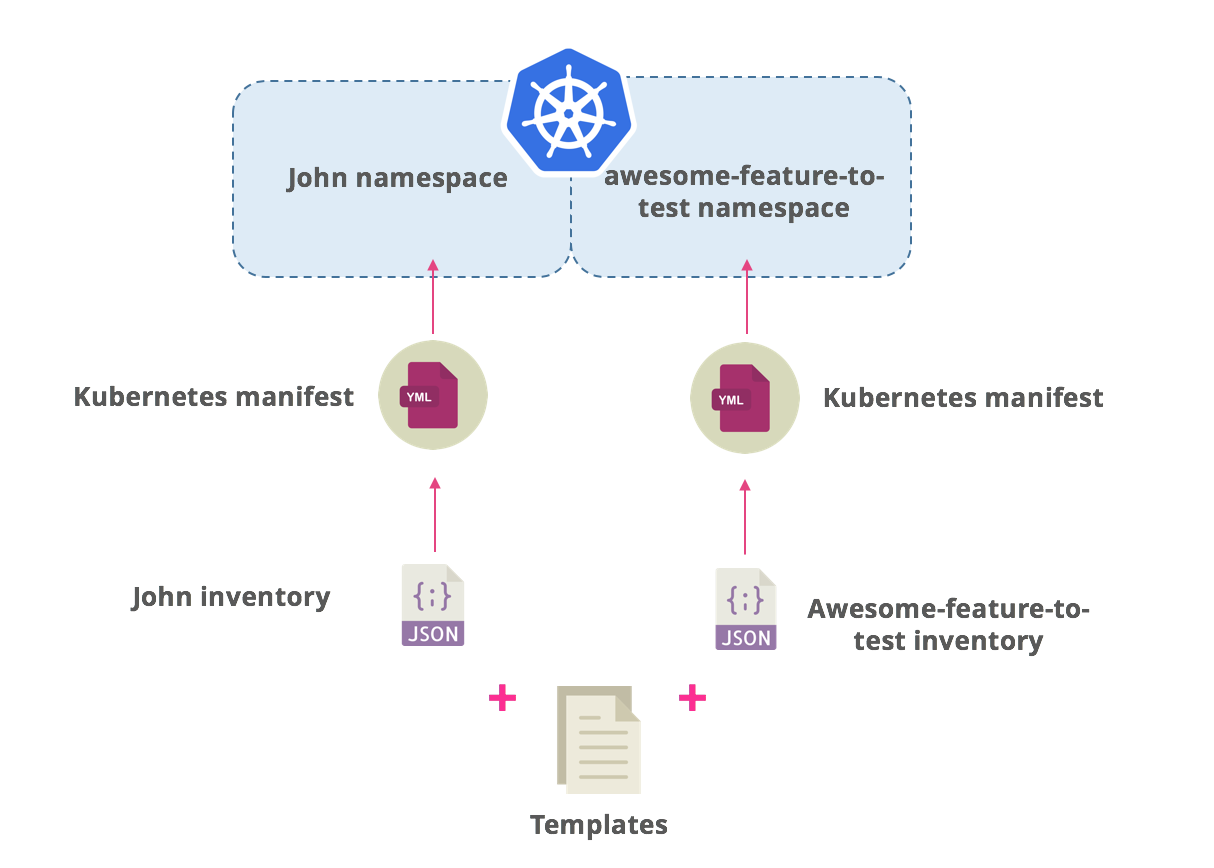 John namespace
awesome-feature-to-
test namespace
Kubernetes manifest
YML
YML
Kubernetes manifest
John inventory
{;}
JSON
{;}
JSON
Awesome-feature-to-
test inventory
+
+
Templates